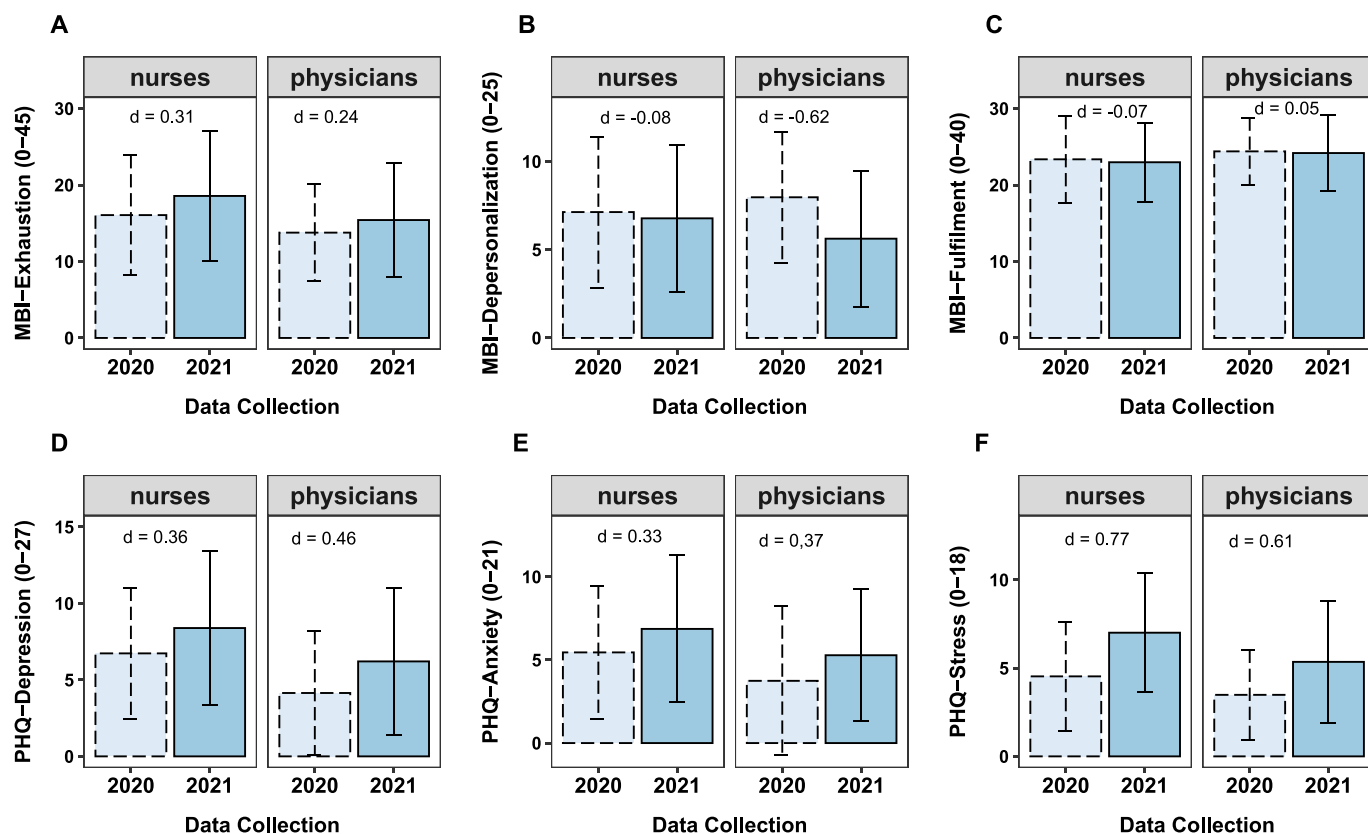 A
nurses physicians
d = 0.31 d = 0.24
MBI−Exhaustion (0−45)
30
20
10
0
2020 2021 2020 2021
Data Collection
B
nurses physicians
d = -0.08 d = -0.62
MBI−Depersonalization (0−25)
10
5
0
2020 2021 2020 2021
Data Collection
C
nurses physicians
d = -0.07 d = 0.05
MBI−Fulfilment (0−40)
30
20
10
0
2020 2021 2020 2021
Data Collection
D
nurses physicians
d = 0.36 d = 0.46
PHQ−Depression (0−27)
15
10
5
0
2020 2021 2020 2021
Data Collection
E
nurses physicians
d = 0.33 d = 0,37
PHQ−Anxiety (0−21)
10
5
0
2020 2021 2020 2021
Data Collection
F
nurses physicians
d = 0.77 d = 0.61
PHQ−Stress (0−18)
10
5
0
2020 2021 2020 2021
Data Collection